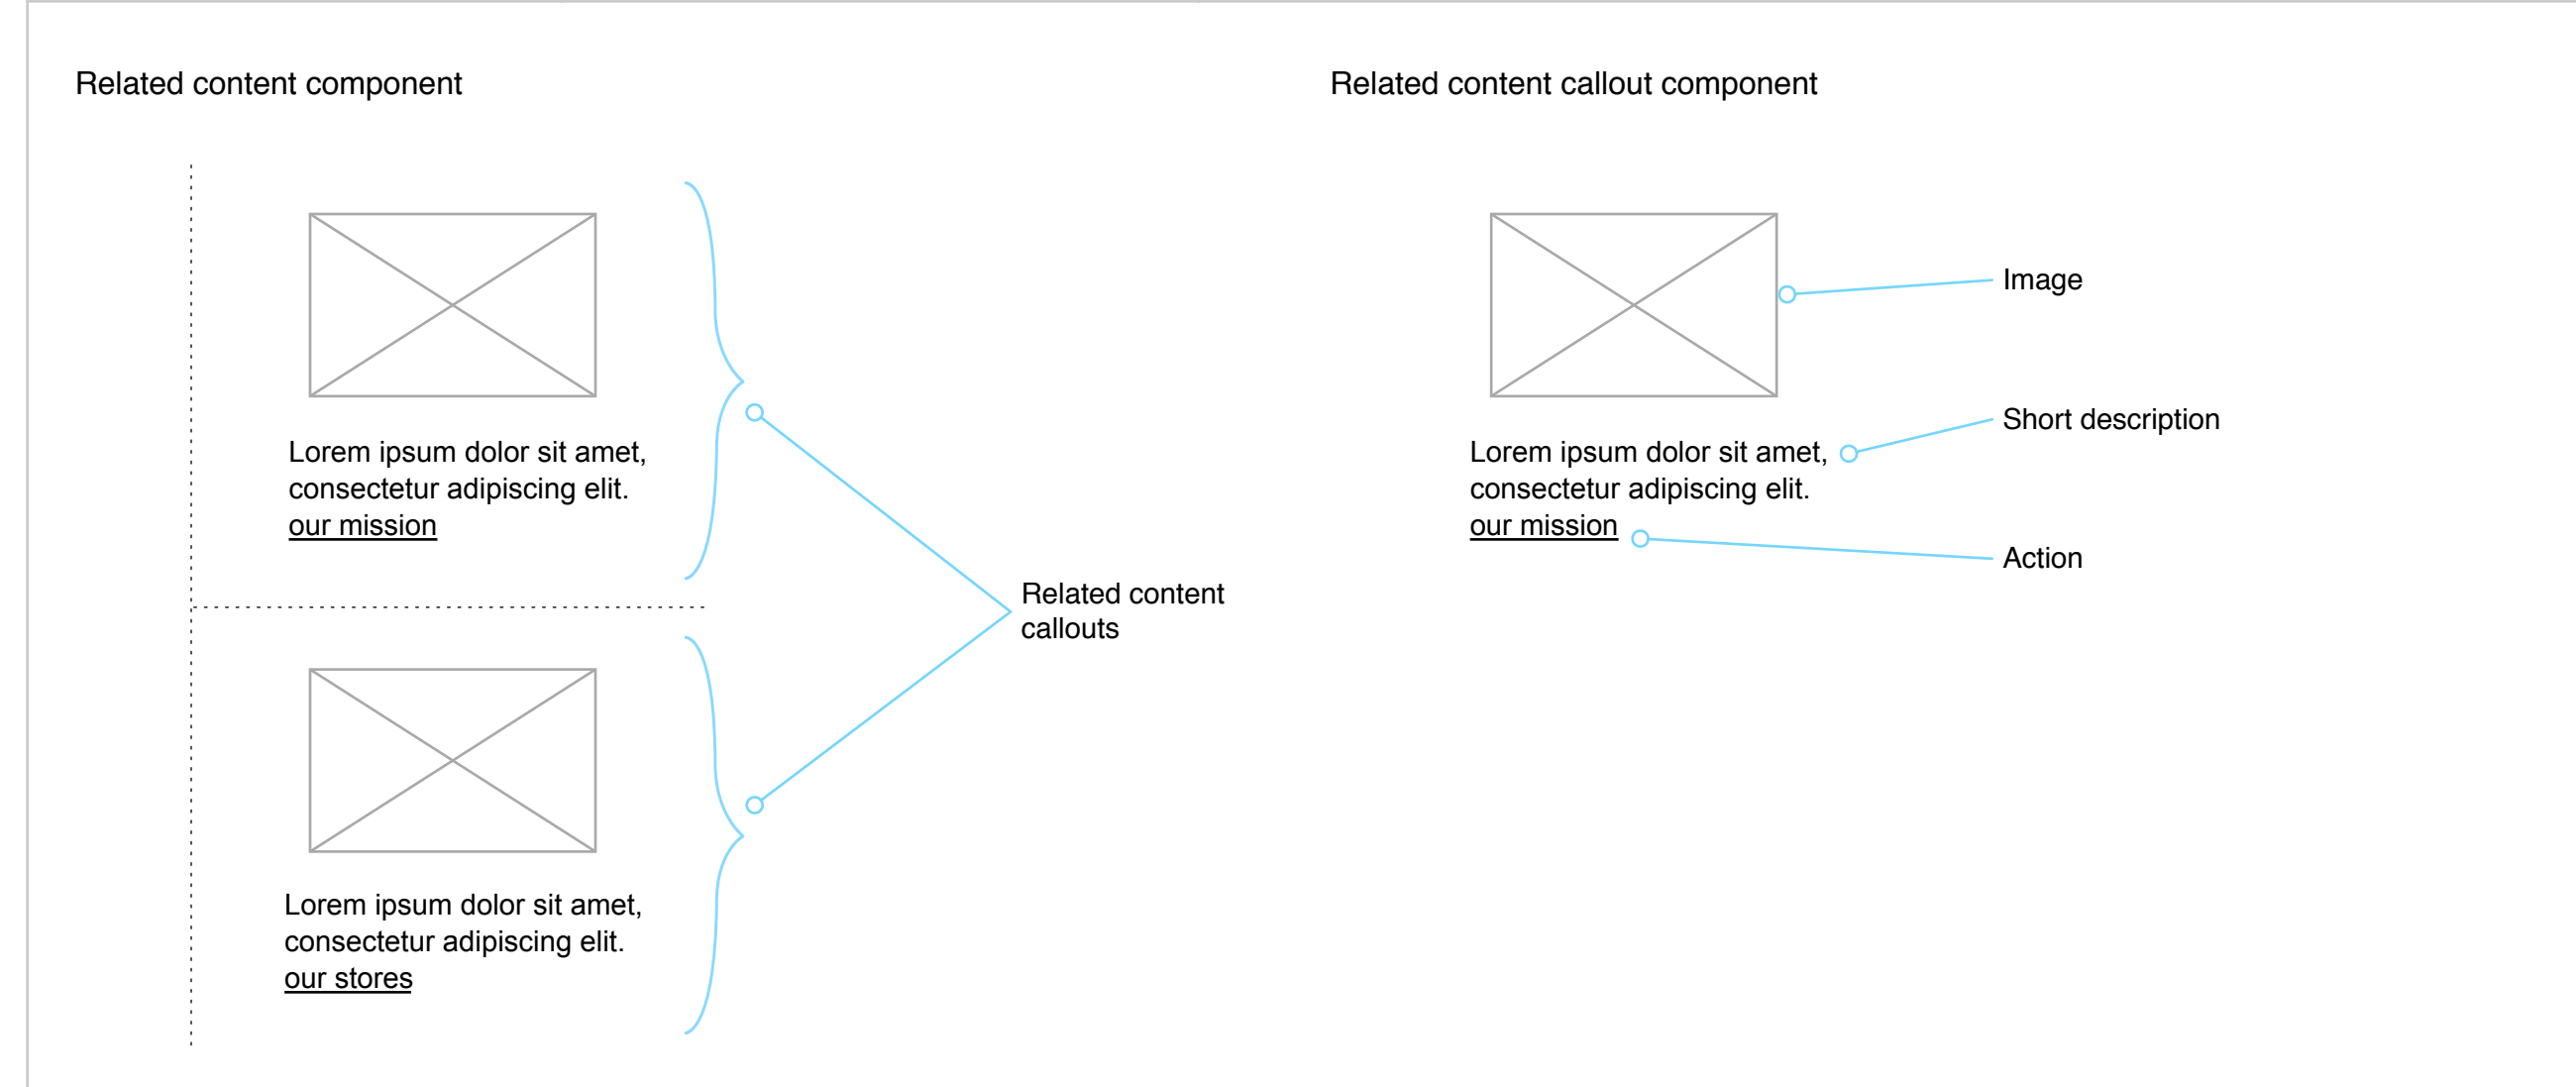 Related content component
Lorem ipsum dolor sit amet,
consectetur adipiscing elit.
our mission
Lorem ipsum dolor sit amet,
consectetur adipiscing elit.
our stores
Related content
callouts
Related content callout component
Image
Short description
Lorem ipsum dolor sit amet,
consectetur adipiscing elit.
our mission
Action